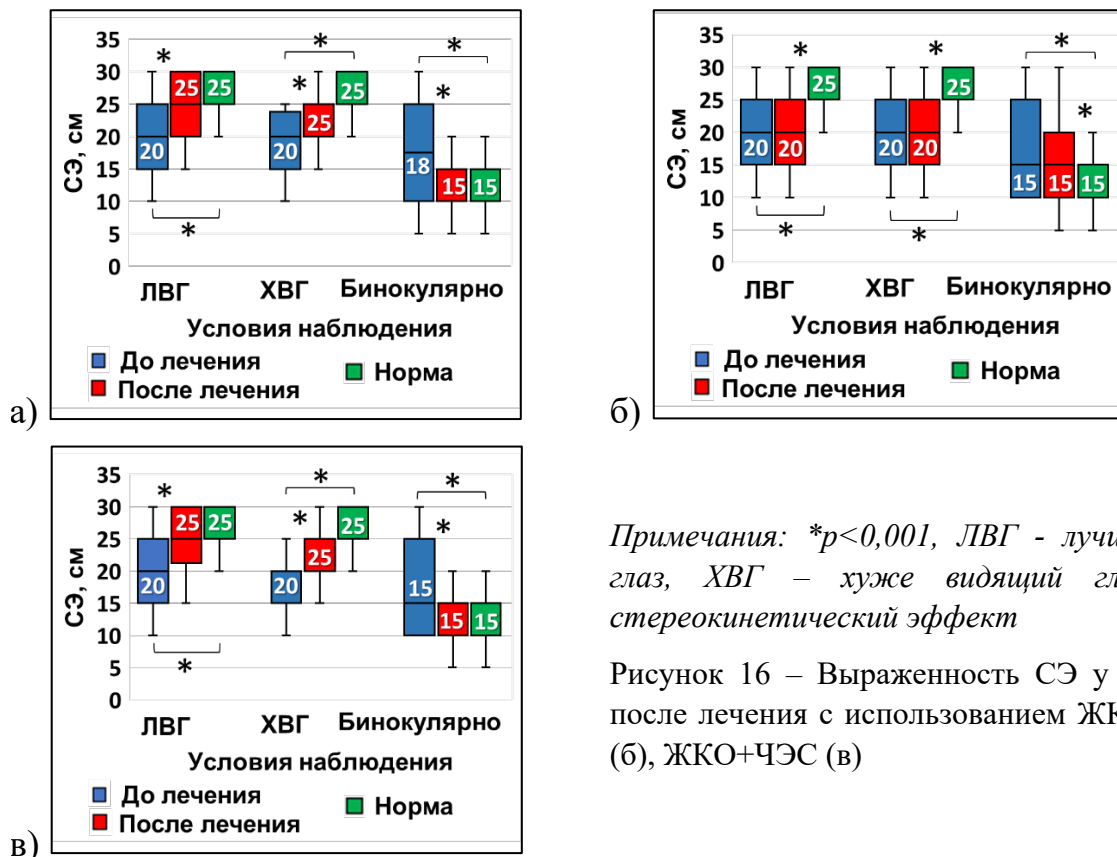 35
30
25
20
15
10
5
0
СЭ, см
* * * * *
20 25 25 20 25 25 18 15 15
*
ЛВГ ХВГ Бинокулярно
Условия наблюдения
До лечения
После лечения
Норма
а)
35
30
25
20
15
10
5
0
СЭ, см
* * * *
20 20 25 20 20 25 15 15 15
* *
ЛВГ ХВГ Бинокулярно
Условия наблюдения
До лечения
После лечения
Норма
б)
35
30
25
20
15
10
5
0
СЭ, см
* * * * *
20 25 25 20 25 25 15 15 15
*
ЛВГ ХВГ Бинокулярно
Условия наблюдения
До лечения
После лечения
Норма
в)
Примечания: *p<0,001, ЛВГ -
глаз, ХВГ – хуже видящий
стереокинетический эффект
Рисунок 16 – Выраженность СЭ у
после лечения с использованием
(б), ЖКО+ЧЭС (в)